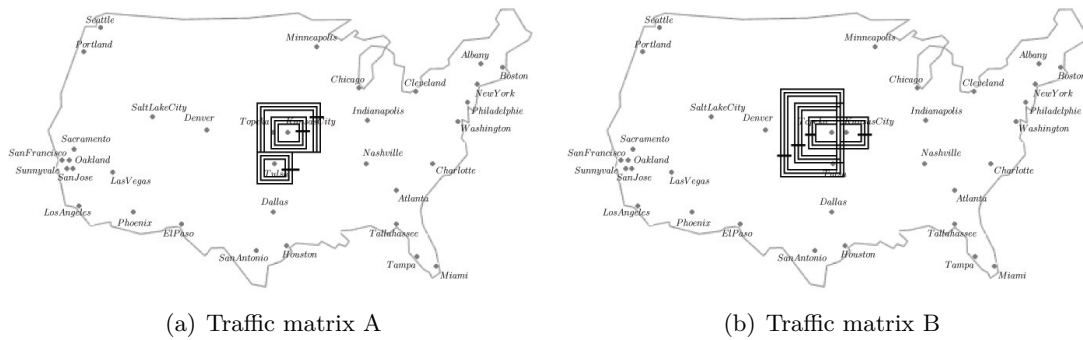 Seattle
Portland
Minneapolis
Albany
Boston
Chicago
Cleveland
NewYork
SaltLakeCity
Denver
Indianapolis
Philadelphie
Washington
Sacramento
SanFrancisco
Oakland
Sunnyvale
SanJose
LasVegas
Tulsa
Nashville
Charlotte
LosAngeles
Phoenix
ElPaso
Dallas
Atlanta
Tallahassee
SanAntonio
Houston
Tampa
Miami
(a) Traffic matrix A
Seattle
Portland
Minneapolis
Albany
Boston
Chicago
Cleveland
NewYork
SaltLakeCity
Denver
Indianapolis
Philadelphie
Washington
Sacramento
SanFrancisco
Oakland
Sunnyvale
SanJose
LasVegas
Nashville
Charlotte
LosAngeles
Phoenix
ElPaso
Dallas
Atlanta
Tallahassee
SanAntonio
Houston
Tampa
Miami
(b) Traffic matrix B